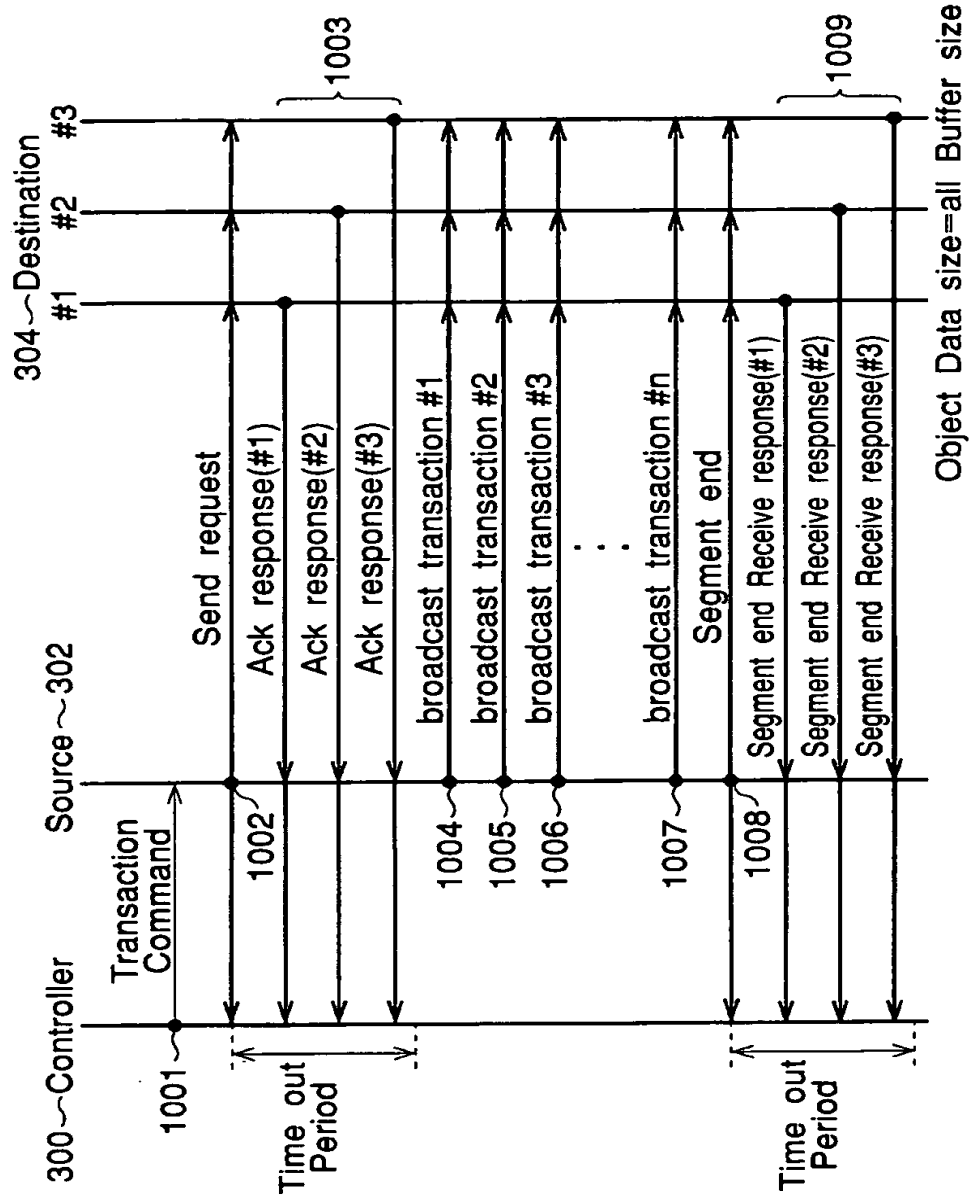 300~Controller
Source~302
304~Destination
#1
#2
#3
1001
Transaction
Command
Send request
1002
Ack response(#1)
Ack response(#2)
Ack response(#3)
1003
Time out
Period
broadcast transaction #1
1004
broadcast transaction #2
1005
broadcast transaction #3
1006
. . .
broadcast transaction #n
1007
Segment end
1008
Segment end Receive response(#1)
Segment end Receive response(#2)
Segment end Receive response(#3)
1009
Time out
Period
Object Data size=all Buffer size